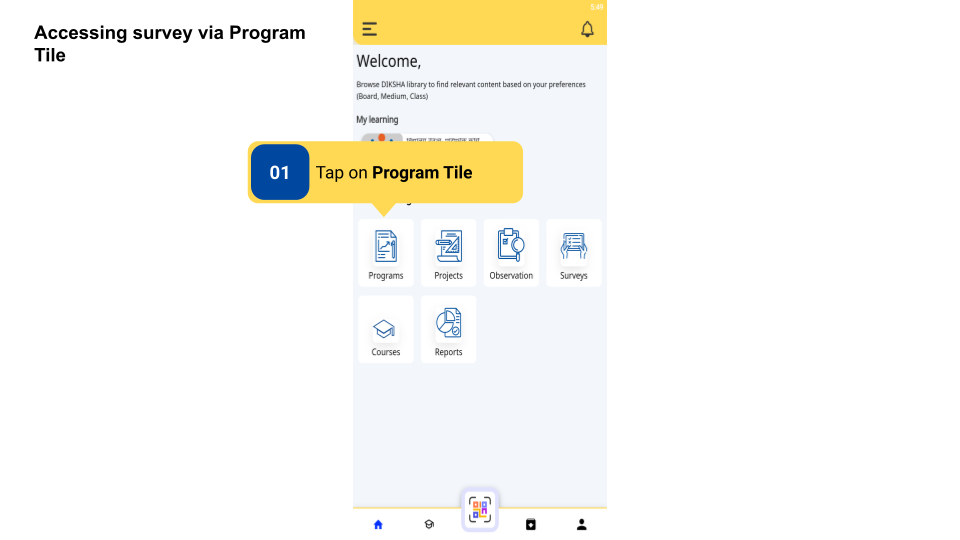 Accessing survey via Program
Tile
5:49
Welcome,
Browse DIKSHA library to find relevant content based on your preferences
(Board, Medium, Class)
My learning
01 Tap on Program Tile
Programs Projects Observation Surveys
Courses Reports